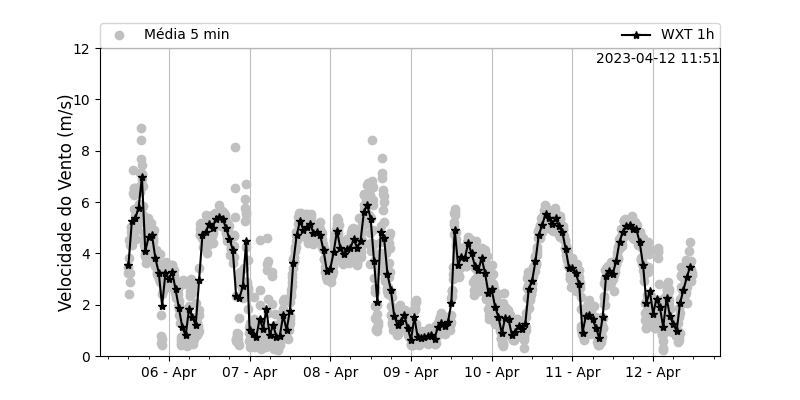 Média 5 min
WXT 1h
2023-04-12 11:51
Velocidade do Vento (m/s)
12
10
8
6
4
2
0
06 - Apr
07 - Apr
08 - Apr
09 - Apr
10 - Apr
11 - Apr
12 - Apr